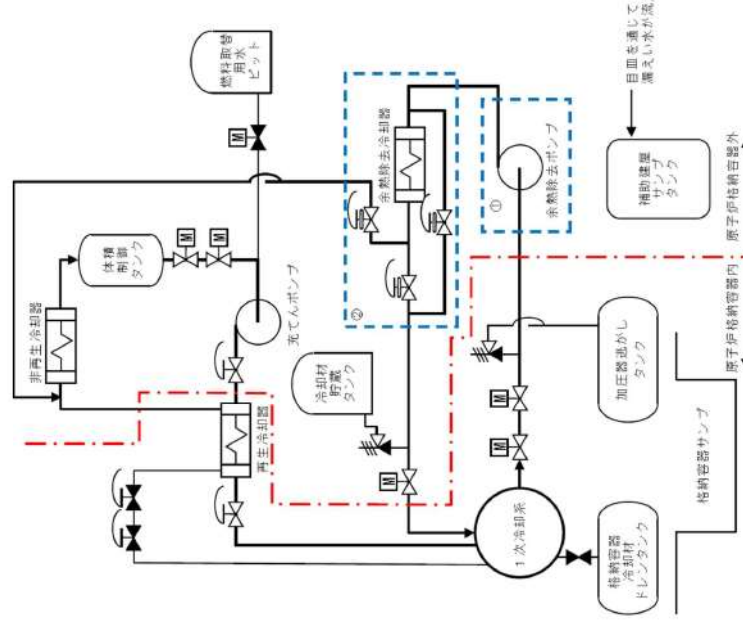 燃料取替
用水
ピット
M
非再生冷却器
体積
制御
タンク
M
M
充てんポンプ
再生冷却器
②
余熱除去冷却器
①
余熱除去ポンプ
目皿を通じて
漏えい水が流
補助建屋
サンプ
タンク
冷却材
貯蔵
タンク
M
M
M
1次冷却系
加圧器逃がし
タンク
原子炉格納容器内
原子炉格納容器外
格納容器
冷却材
ドレンタンク
格納容器サンプ